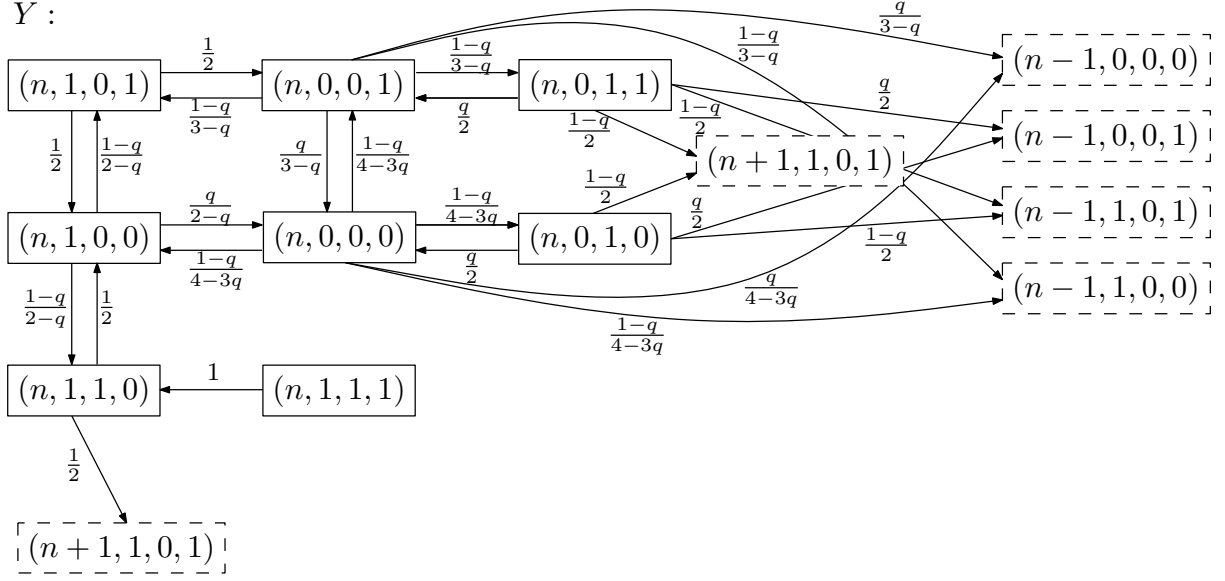 Y :
1/2
(n, 1, 0, 1)
1−q/3−q
(n, 0, 0, 1)
1−q/3−q
q/2
(n, 0, 1, 1)
1−q/3−q
q/3−q
(n − 1, 0, 0, 0)
1/2
1−q/2−q
q/3−q
1−q/4−3q
1−q/2
1−q/2
q/2
(n − 1, 0, 0, 1)
(n + 1, 1, 0, 1)
1−q/2
q/2
(n, 1, 0, 0)
q/2−q
1−q/4−3q
(n, 0, 0, 0)
1−q/4−3q
q/2
(n, 0, 1, 0)
1−q/2
(n − 1, 1, 0, 1)
1−q/2−q
1/2
q/4−3q
1−q/4−3q
(n − 1, 1, 0, 0)
(n, 1, 1, 0)
1
(n, 1, 1, 1)
1/2
(n + 1, 1, 0, 1)